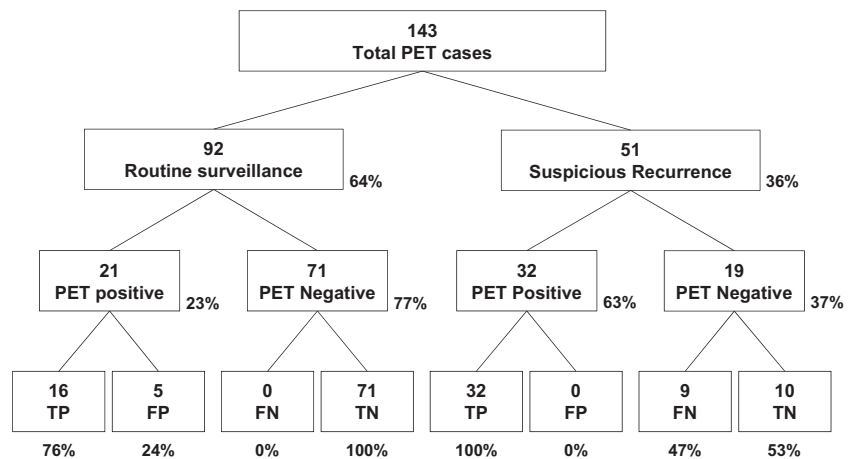 143
Total PET cases
92
Routine surveillance
64%
51
Suspicious Recurrence
36%
21
PET positive
23%
71
PET Negative
77%
32
PET Positive
63%
19
PET Negative
37%
16
TP
5
FP
0
FN
71
TN
32
TP
0
FP
9
FN
10
TN
76%
24%
0%
100%
100%
0%
47%
53%